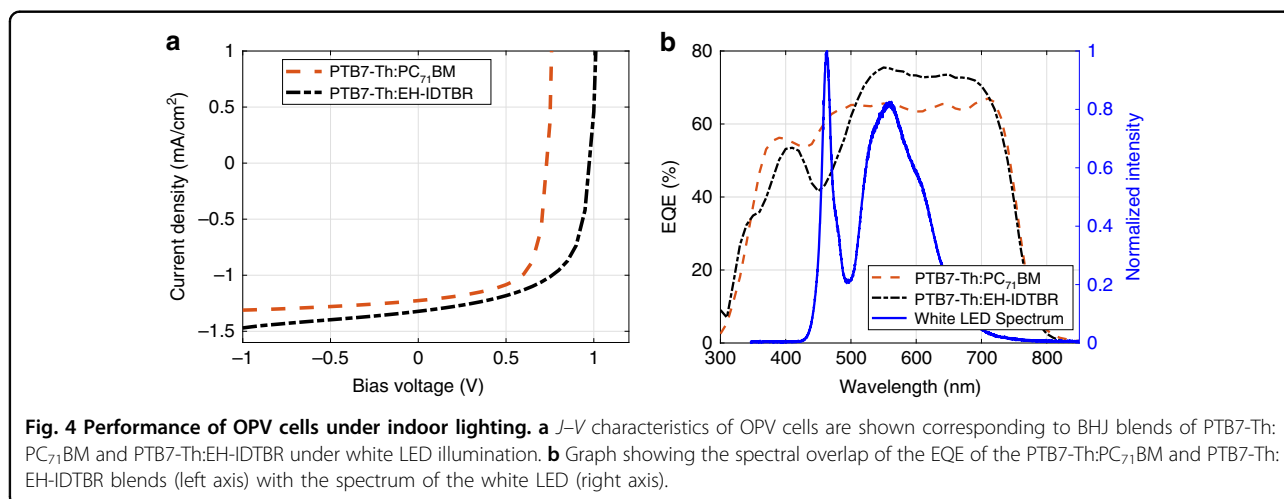 a
1
0.5
0
−0.5
−1
−1.5
Current density (mA/cm²)
PTB7-Th:PC₇₁BM
PTB7-Th:EH-IDTBR
−1 −0.5 0 0.5 1
Bias voltage (V)
b
80
60
40
20
0
EQE (%)
1
0.8
0.6
0.4
0.2
0
Normalized intensity
PTB7-Th:PC₇₁BM
PTB7-Th:EH-IDTBR
White LED Spectrum
300 400 500 600 700 800
Wavelength (nm)
Fig. 4 Performance of OPV cells under indoor lighting. a J–V characteristics of OPV cells are shown corresponding to BHJ blends of PTB7-Th:
PC₇₁BM and PTB7-Th:EH-IDTBR under white LED illumination. b Graph showing the spectral overlap of the EQE of the PTB7-Th:PC₇₁BM and PTB7-Th:
EH-IDTBR blends (left axis) with the spectrum of the white LED (right axis).